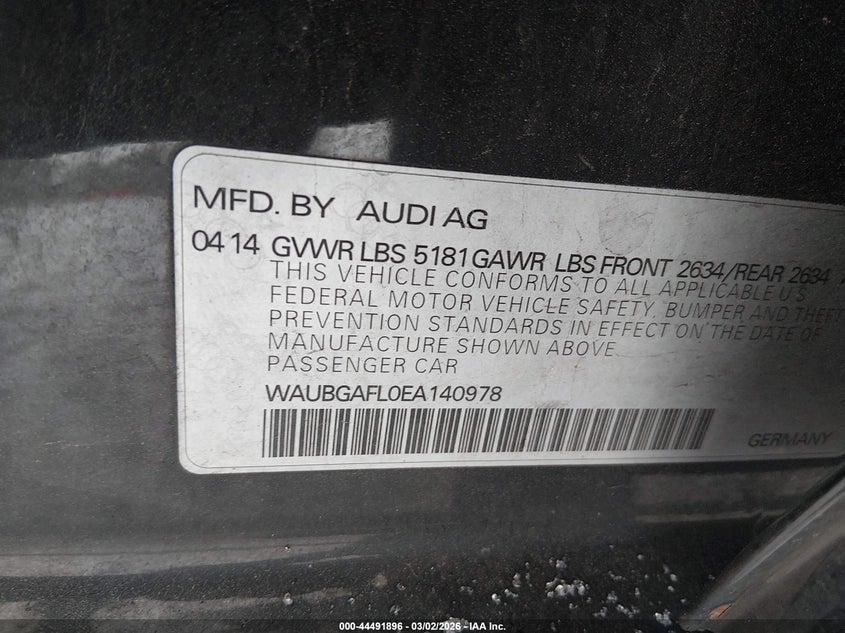 MFD. BY AUDI AG
04 14 GVWR LBS 5181 GAWR LBS FRONT 2634/REAR 2634
THIS VEHICLE CONFORMS TO ALL APPLICABLE U S
FEDERAL MOTOR VEHICLE SAFETY, BUMPER AND THEFT
PREVENTION STANDARDS IN EFFECT ON THE DATE OF
MANUFACTURE SHOWN ABOVE
PASSENGER CAR
WAUBGAFL0EA140978
GERMANY
000-44491896 - 03/02/2026 - IAA Inc.